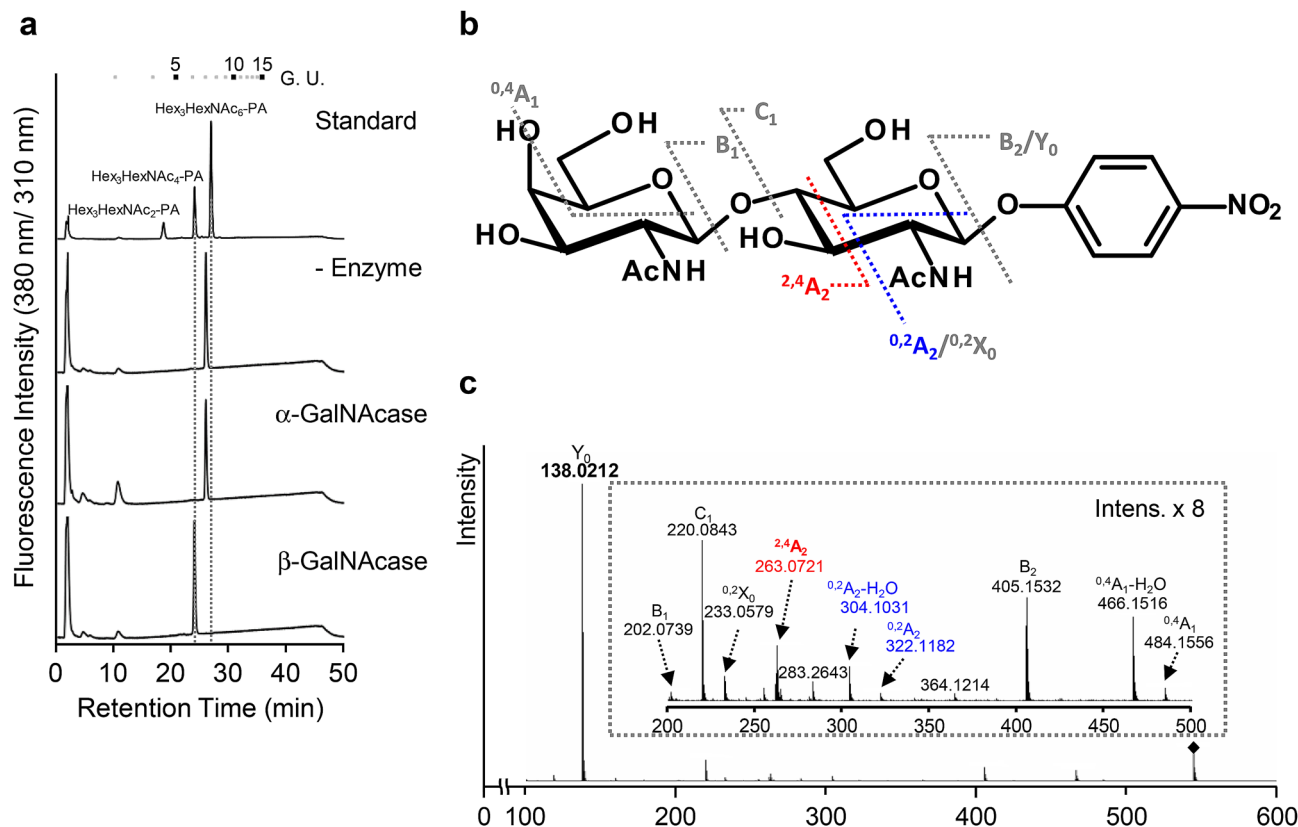 a
5 10 15
G. U.
Hex3HexNAc6-PA
Standard
Hex3HexNAc4-PA
Hex3HexNAc2-PA
- Enzyme
α-GalNAcase
β-GalNAcase
Fluorescence Intensity (380 nm/ 310 nm)
0 10 20 30 40 50
Retention Time (min)
b
0,4A1
HO
OH
C1
B1
OH
B2/Y0
O
O
O
O
NO2
HO
HO
AcNH
AcNH
2,4A2
0,2A2/0,2X0
c
Intensity
Y0
138.0212
Intens. x 8
C1
220.0843
2,4A2
263.0721
B2
405.1532
0,4A1-H2O
466.1516
0,2X0
233.0579
0,2A2-H2O
304.1031
B1
202.0739
0,2A2
322.1182
0,4A1
484.1556
283.2643
364.1214
200 250 300 350 400 450 500
0 100 200 300 400 500 600